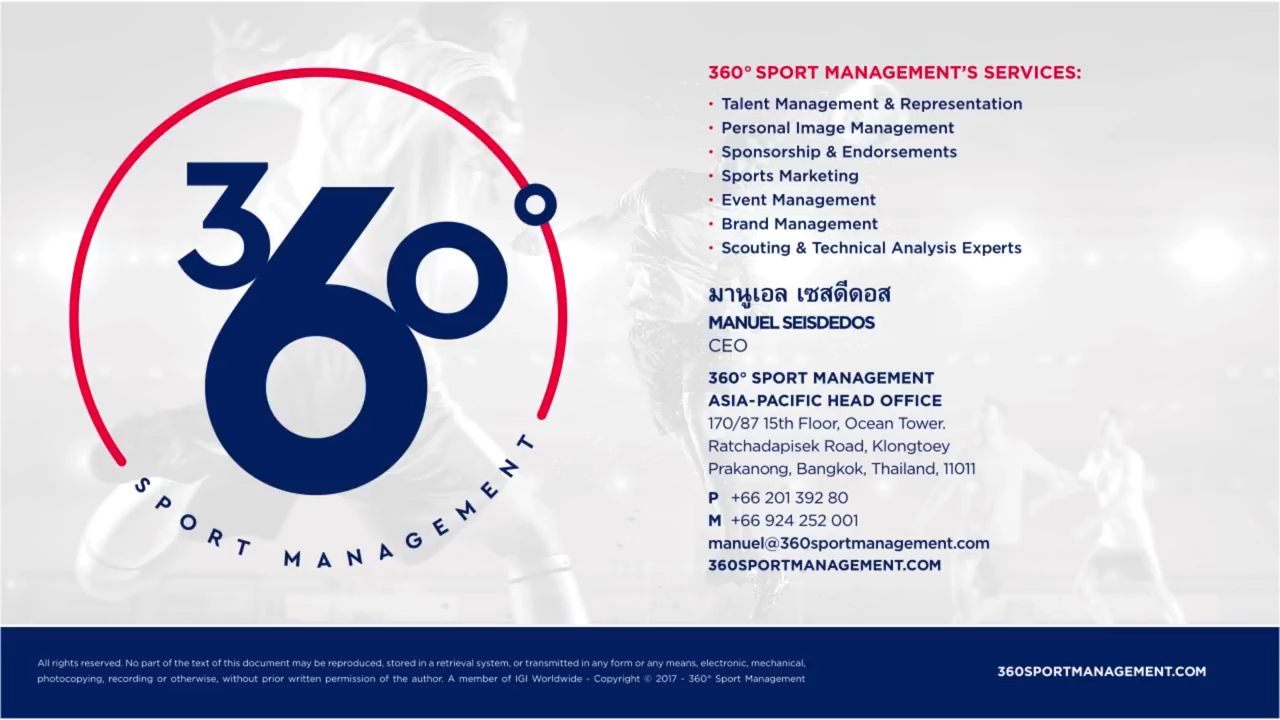 360°
SPORT MANAGEMENT
360° SPORT MANAGEMENT'S SERVICES:
· Talent Management & Representation
· Personal Image Management
· Sponsorship & Endorsements
· Sports Marketing
· Event Management
· Brand Management
· Scouting & Technical Analysis Experts
มานูเอล เซสดีดอส
MANUEL SEISDEDOS
CEO
360° SPORT MANAGEMENT
ASIA-PACIFIC HEAD OFFICE
170/87 15th Floor, Ocean Tower.
Ratchadapisek Road, Klongtoey
Prakanong, Bangkok, Thailand, 11011
P +66 201 392 80
M +66 924 252 001
manuel@360sportmanagement.com
360SPORTMANAGEMENT.COM
All rights reserved. No part of the text of this document may be reproduced, stored in a retrieval system, or transmitted in any form or any means, electronic, mechanical,
photocopying, recording or otherwise, without prior written permission of the author. A member of IGI Worldwide - Copyright © 2017 - 360° Sport Management
360SPORTMANAGEMENT.COM